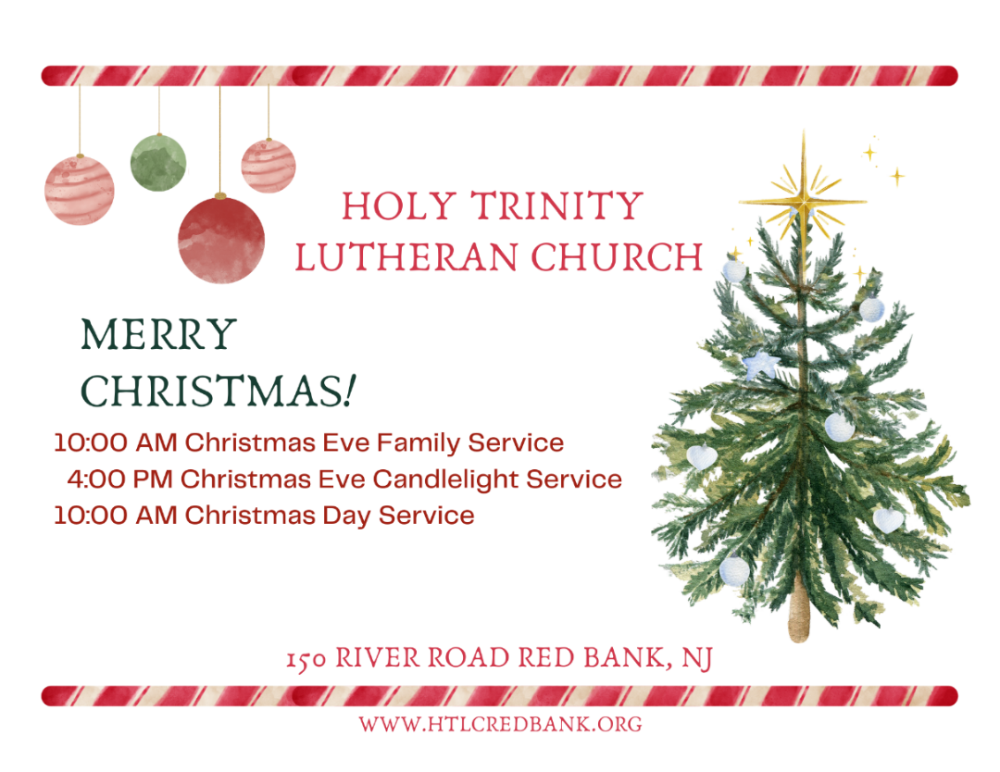 HOLY TRINITY
LUTHERAN CHURCH
MERRY
CHRISTMAS!
10:00 AM Christmas Eve Family Service
4:00 PM Christmas Eve Candlelight Service
10:00 AM Christmas Day Service
150 RIVER ROAD RED BANK, NJ
WWW.HTLCREDBANK.ORG